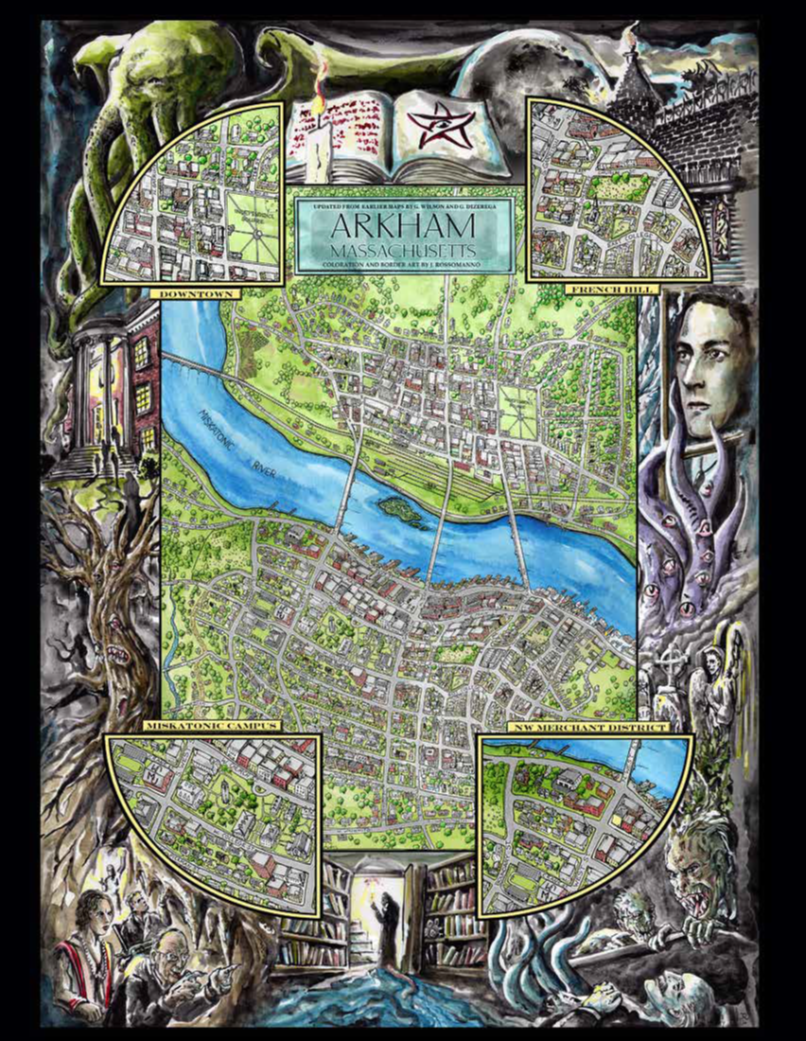 UPDATED FROM EARLIER MAPS BY G. WILSON AND G. DEZEREGA
ARKHAM
MASSACHUSETTS
COLORATION AND BORDER ART BY J. ROSSOMANNO
DOWNTOWN
FRENCH HILL
MISKATONIC
RIVER
MISKATONIC CAMPUS
NW MERCHANT DISTRICT